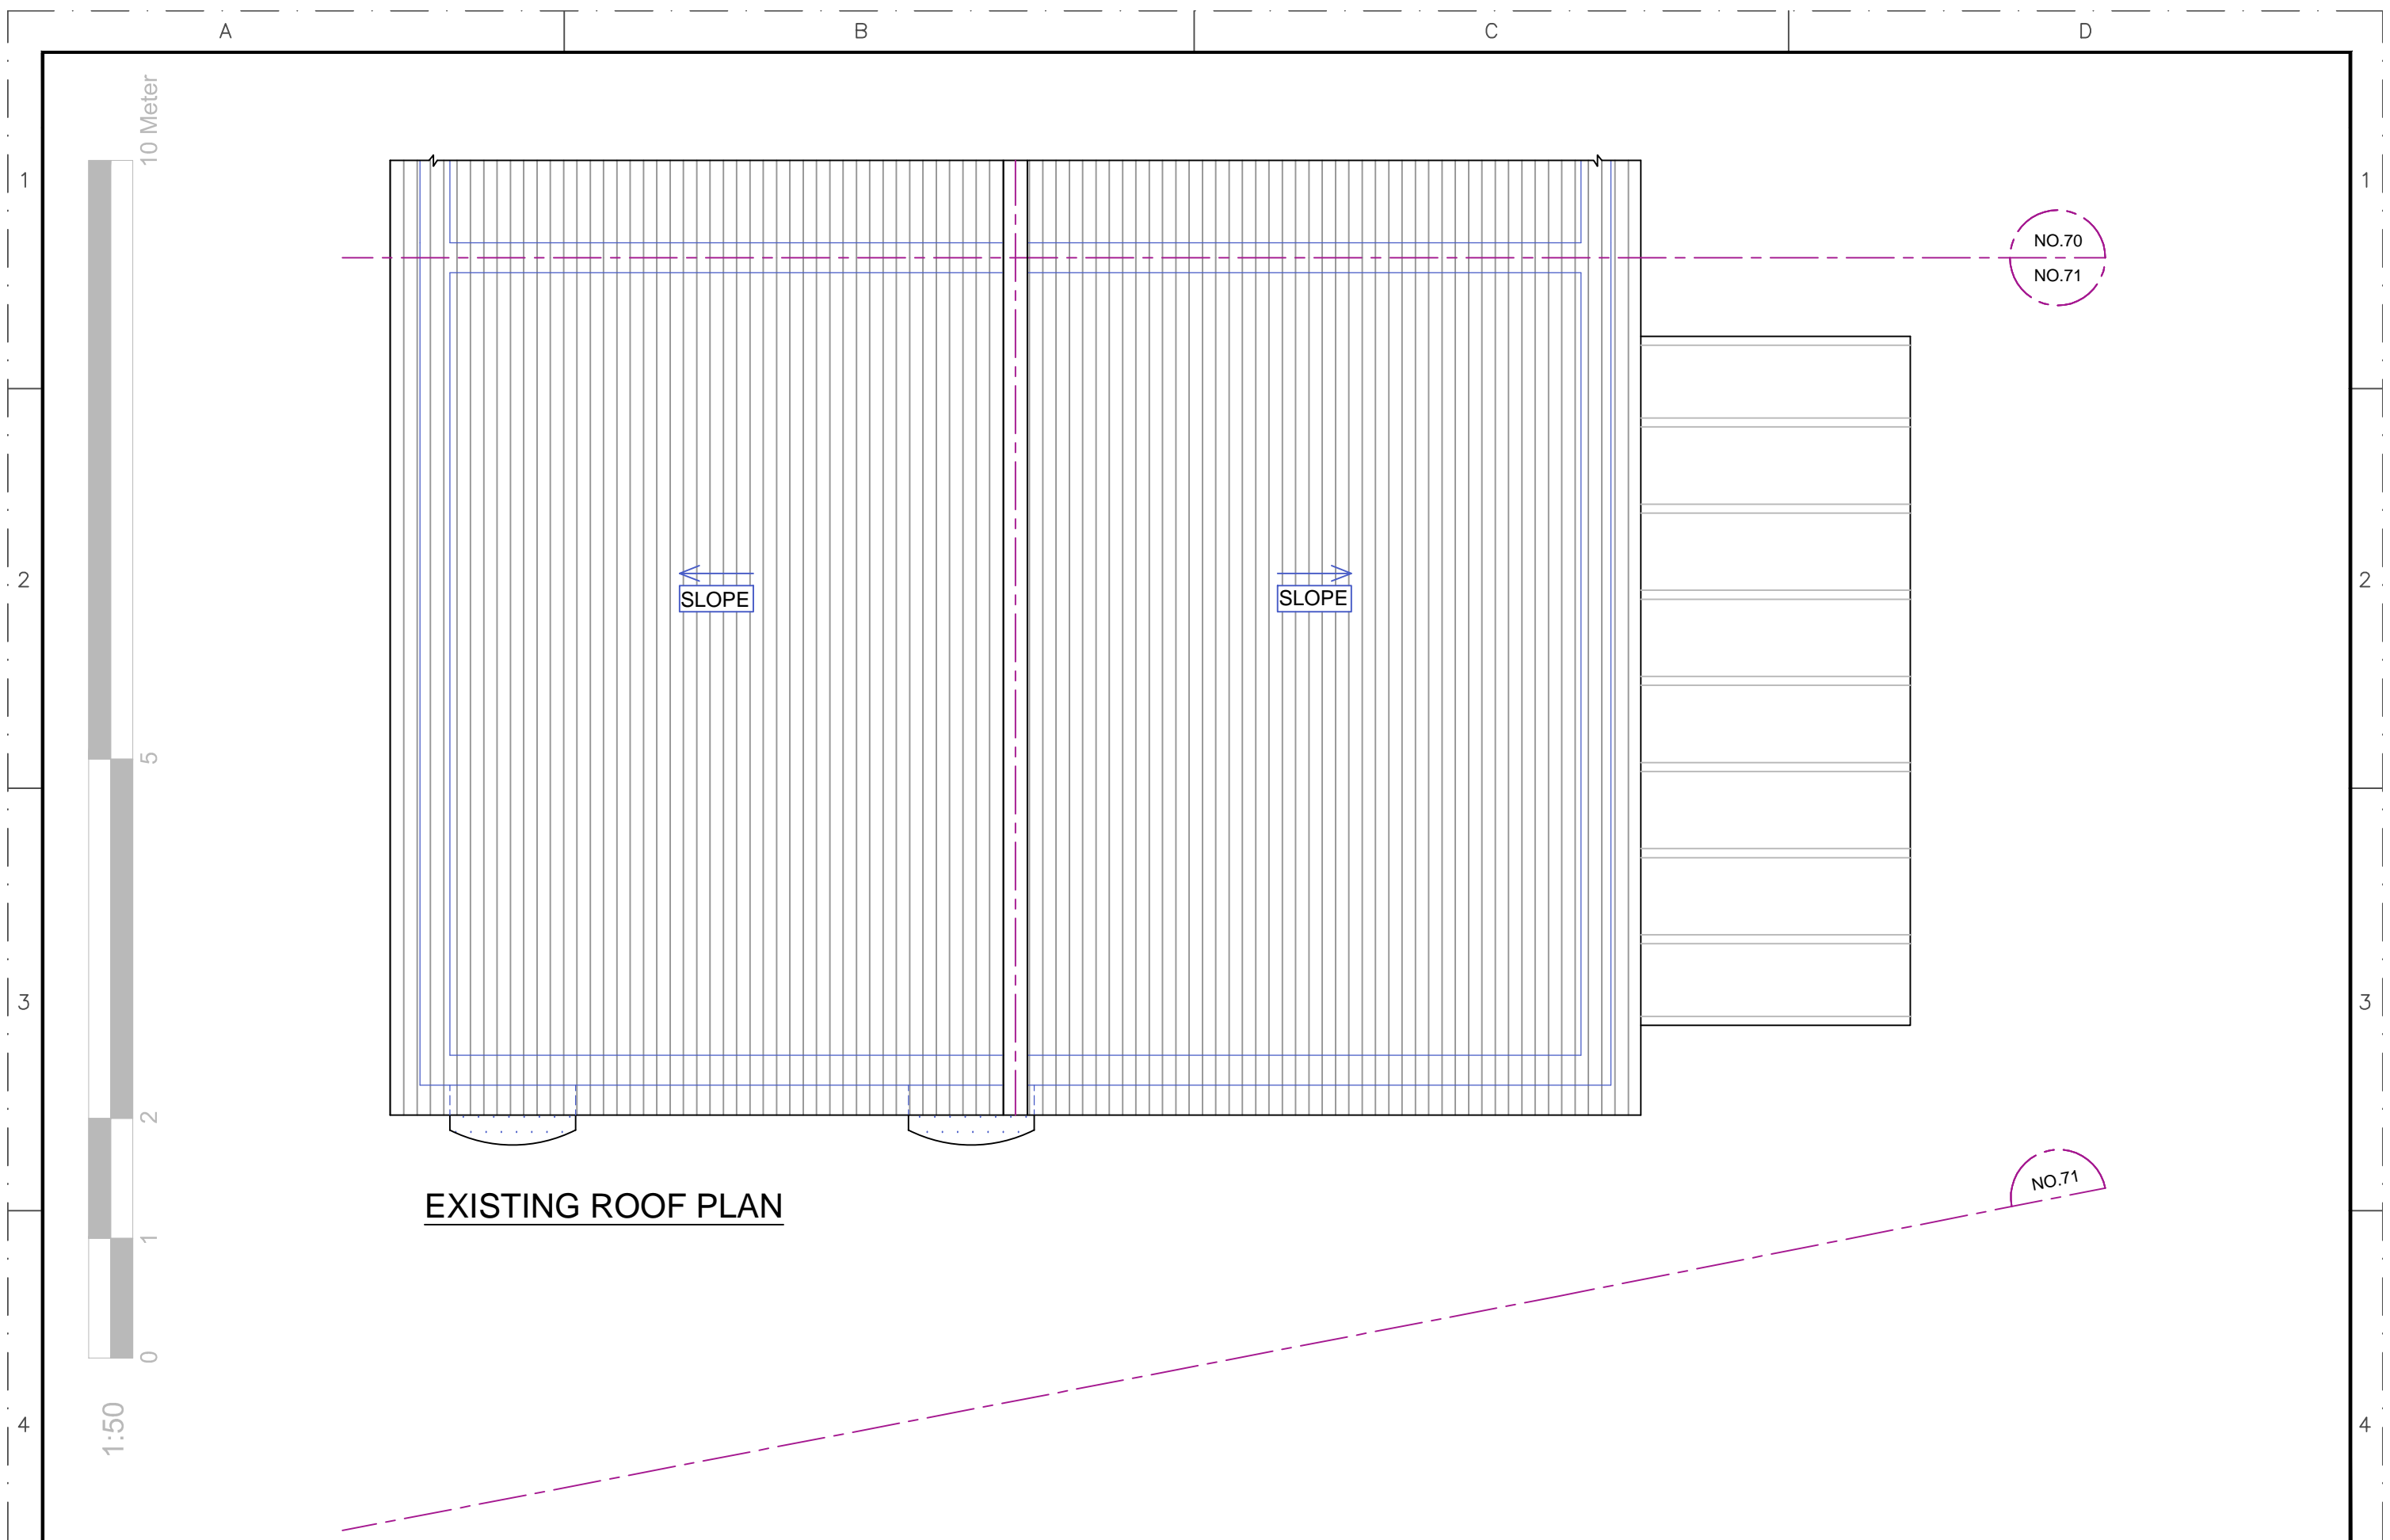 A B C D
10 Meter
1 1
NO.70
NO.71
2 2
SLOPE SLOPE
5
3 3
2
NO.71
EXISTING ROOF PLAN
1
0
1:50
4 4